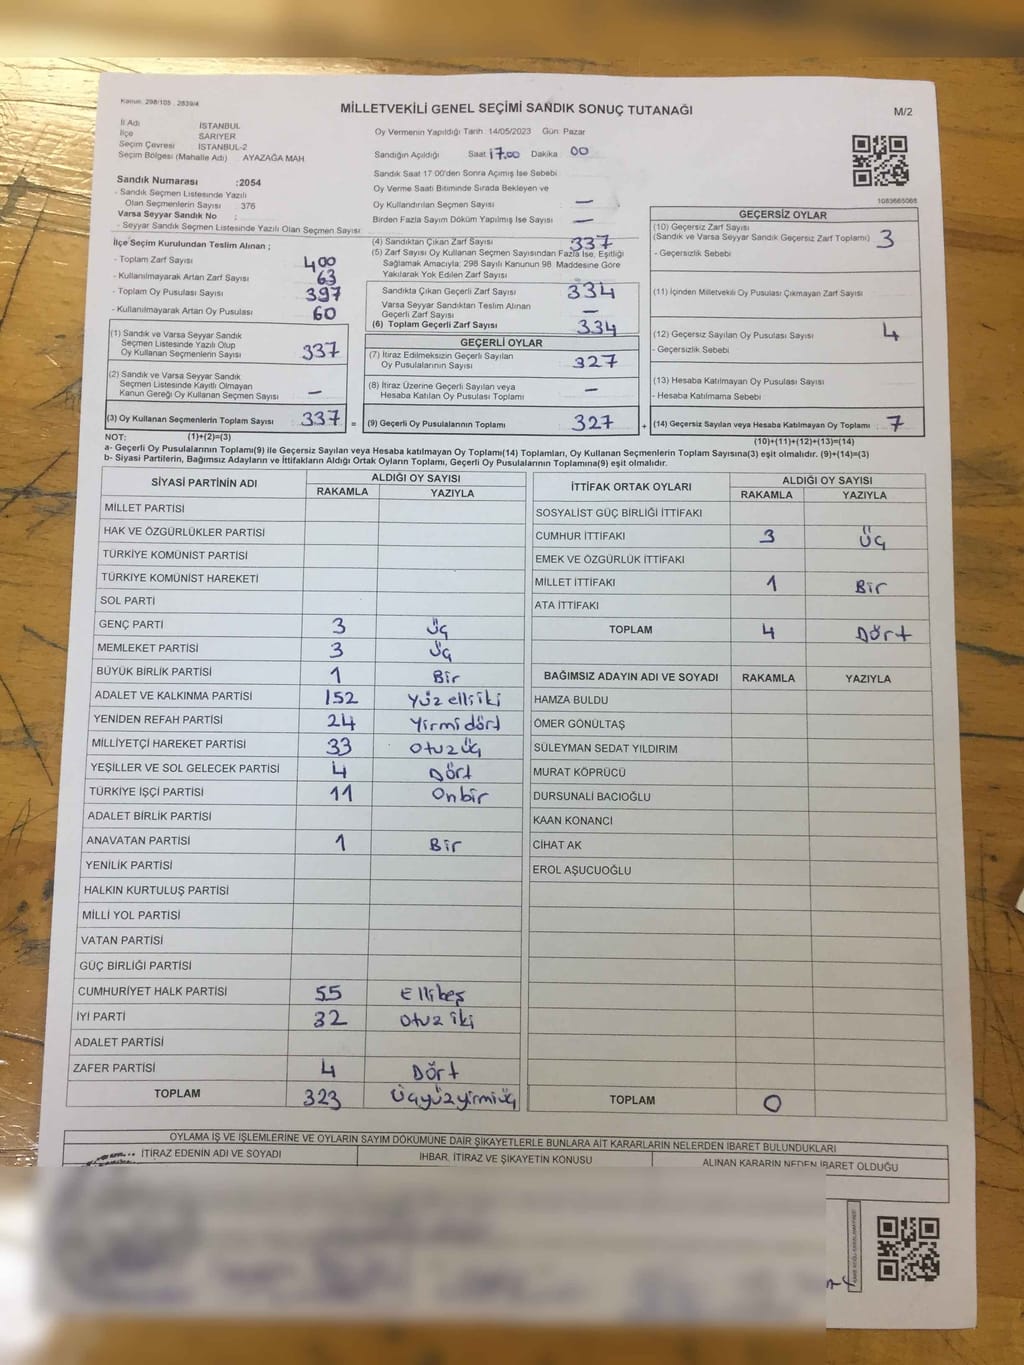 Kanun: 298/105 , 2839/4
MİLLETVEKİLİ GENEL SEÇİMİ SANDIK SONUÇ TUTANAĞI
M/2
İl Adı İSTANBUL
İlçe SARIYER
Seçim Çevresi İSTANBUL-2
Seçim Bölgesi (Mahalle Adı) AYAZAĞA MAH.
Oy Vermenin Yapıldığı Tarih : 14/05/2023 Gün: Pazar
Sandığın Açıldığı Saat 17.00 Dakika 00
Sandık Saat 17:00'den Sonra Açımış İse Sebebi
Oy Verme Saati Bitiminde Sırada Bekleyen ve
Oy Kullandırılan Seçmen Sayısı —
Birden Fazla Sayım Döküm Yapılmış İse Sayısı —
1083665068
Sandık Numarası :2054
- Sandık Seçmen Listesinde Yazılı
Olan Seçmenlerin Sayısı : 376
Varsa Seyyar Sandık No :
- Seyyar Sandık Seçmen Listesinde Yazılı Olan Seçmen Sayısı:
İlçe Seçim Kurulundan Teslim Alınan ;
- Toplam Zarf Sayısı 400
- Kullanılmayarak Artan Zarf Sayısı 63
- Toplam Oy Pusulası Sayısı 397
- Kullanılmayarak Artan Oy Pusulası 60
(1) Sandık ve Varsa Seyyar Sandık
Seçmen Listesinde Yazılı Olup
Oy Kullanan Seçmenlerin Sayısı 337
(2) Sandık ve Varsa Seyyar Sandık
Seçmen Listesinde Kayıtlı Olmayan
Kanun Gereği Oy Kullanan Seçmen Sayısı —
(3) Oy Kullanan Seçmenlerin Toplam Sayısı 337 =
(4) Sandıktan Çıkan Zarf Sayısı 337
(5) Zarf Sayısı Oy Kullanan Seçmen Sayısından Fazla İse, Eşitliği
Sağlamak Amacıyla; 298 Sayılı Kanunun 98. Maddesine Göre
Yakılarak Yok Edilen Zarf Sayısı
Sandıkta Çıkan Geçerli Zarf Sayısı 334
Varsa Seyyar Sandıktan Teslim Alınan
Geçerli Zarf Sayısı —
(6) Toplam Geçerli Zarf Sayısı 334
GEÇERLİ OYLAR
(7) İtiraz Edilmeksizin Geçerli Sayılan
Oy Pusulalarının Sayısı 327
(8) İtiraz Üzerine Geçerli Sayılan veya
Hesaba Katılan Oy Pusulası Toplamı —
(9) Geçerli Oy Pusulalarının Toplamı 327 +
GEÇERSİZ OYLAR
(10) Geçersiz Zarf Sayısı
(Sandık ve Varsa Seyyar Sandık Geçersiz Zarf Toplamı) 3
- Geçersizlik Sebebi
(11) İçinden Milletvekili Oy Pusulası Çıkmayan Zarf Sayısı
(12) Geçersiz Sayılan Oy Pusulası Sayısı 4
- Geçersizlik Sebebi
(13) Hesaba Katılmayan Oy Pusulası Sayısı
- Hesaba Katılmama Sebebi
(14) Geçersiz Sayılan veya Hesaba Katılmayan Oy Toplamı : 7
NOT: (1)+(2)=(3)
(10)+(11)+(12)+(13)=(14)
a- Geçerli Oy Pusulalarının Toplamı(9) ile Geçersiz Sayılan veya Hesaba katılmayan Oy Toplamı(14) Toplamları, Oy Kullanan Seçmenlerin Toplam Sayısına(3) eşit olmalıdır. (9)+(14)=(3)
b- Siyasi Partilerin, Bağımsız Adayların ve İttifakların Aldığı Ortak Oyların Toplamı, Geçerli Oy Pusulalarının Toplamına(9) eşit olmalıdır.
SİYASİ PARTİNİN ADI ALDIĞI OY SAYISI
RAKAMLA YAZIYLA
MİLLET PARTİSİ
HAK VE ÖZGÜRLÜKLER PARTİSİ
TÜRKİYE KOMÜNİST PARTİSİ
TÜRKİYE KOMÜNİST HAREKETİ
SOL PARTİ
GENÇ PARTİ 3 üç
MEMLEKET PARTİSİ 3 üç
BÜYÜK BİRLİK PARTİSİ 1 Bir
ADALET VE KALKINMA PARTİSİ 152 Yüz elli iki
YENİDEN REFAH PARTİSİ 24 Yirmi dört
MİLLİYETÇİ HAREKET PARTİSİ 33 Otuz üç
YEŞİLLER VE SOL GELECEK PARTİSİ 4 Dört
TÜRKİYE İŞÇİ PARTİSİ 11 Onbir
ADALET BİRLİK PARTİSİ
ANAVATAN PARTİSİ 1 Bir
YENİLİK PARTİSİ
HALKIN KURTULUŞ PARTİSİ
MİLLİ YOL PARTİSİ
VATAN PARTİSİ
GÜÇ BİRLİĞİ PARTİSİ
CUMHURİYET HALK PARTİSİ 55 Ellibeş
İYİ PARTİ 32 Otuz iki
ADALET PARTİSİ
ZAFER PARTİSİ 4 Dört
TOPLAM 323 Üçyüzyirmiüç
İTTİFAK ORTAK OYLARI ALDIĞI OY SAYISI
RAKAMLA YAZIYLA
SOSYALİST GÜÇ BİRLİĞİ İTTİFAKI
CUMHUR İTTİFAKI 3 Üç
EMEK VE ÖZGÜRLÜK İTTİFAKI
MİLLET İTTİFAKI 1 Bir
ATA İTTİFAKI
TOPLAM 4 Dört
BAĞIMSIZ ADAYIN ADI VE SOYADI RAKAMLA YAZIYLA
HAMZA BULDU
ÖMER GÖNÜLTAŞ
SÜLEYMAN SEDAT YILDIRIM
MURAT KÖPRÜCÜ
DURSUNALİ BACIOĞLU
KAAN KONANCİ
CİHAT AK
EROL AŞUCUOĞLU
TOPLAM 0
OYLAMA İŞ VE İŞLEMLERİNE VE OYLARIN SAYIM DÖKÜMÜNE DAİR ŞİKAYETLERLE BUNLARA AİT KARARLARIN NELERDEN İBARET BULUNDUKLARI
İTİRAZ EDENİN ADI VE SOYADI İHBAR, İTİRAZ VE ŞİKAYETİN KONUSU ALINAN KARARIN NEDEN İBARET OLDUĞU